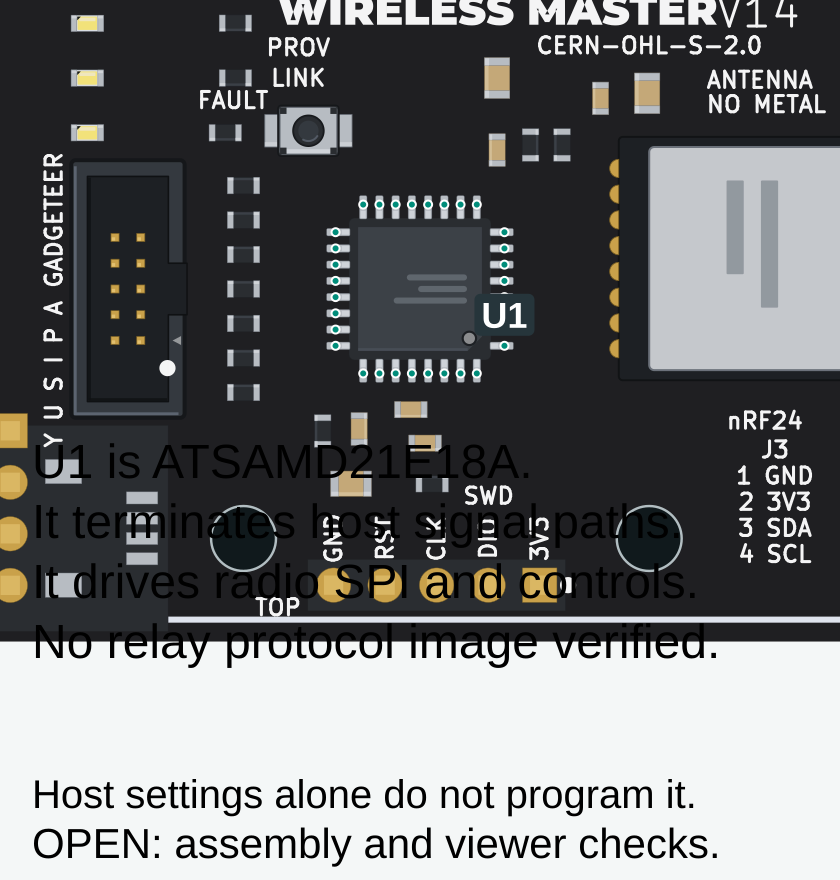 WIRELESS MASTER V14
CERN-OHL-S-2.0
PROV
LINK
FAULT
ANTENNA
NO METAL
YUSIPA GADGETEER
U1
nRF24
J3
1 GND
2 3V3
3 SDA
4 SCL
SWD
GND
RST
CLK
DIO
3V3
TOP
U1 is ATSAMD21E18A.
It terminates host signal paths.
It drives radio SPI and controls.
No relay protocol image verified.
Host settings alone do not program it.
OPEN: assembly and viewer checks.